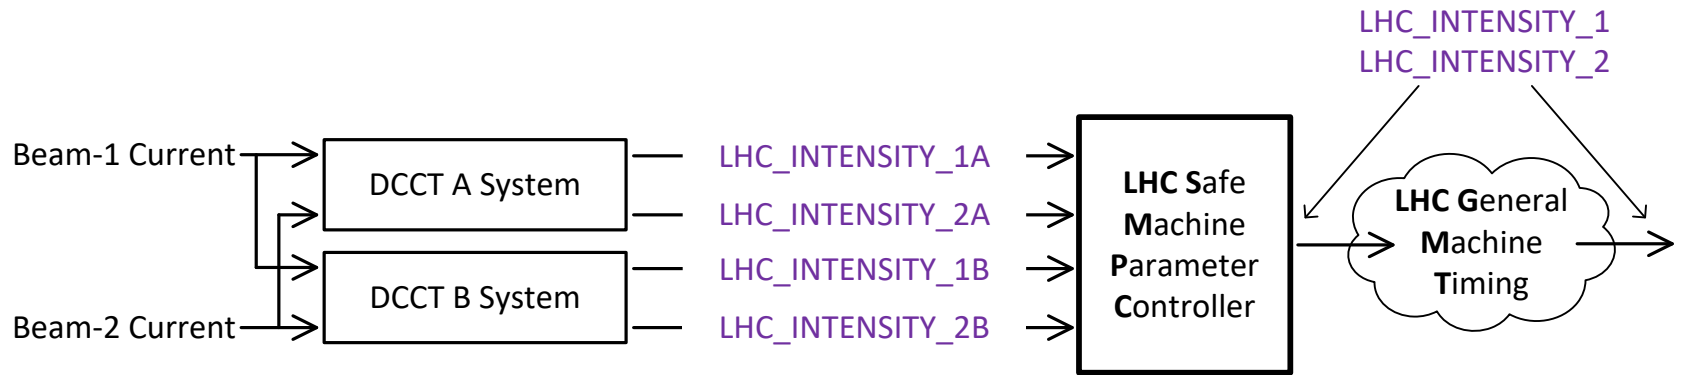 LHC_INTENSITY_1
LHC_INTENSITY_2
Beam-1 Current
DCCT A System
LHC_INTENSITY_1A
LHC_INTENSITY_2A
Beam-2 Current
DCCT B System
LHC_INTENSITY_1B
LHC_INTENSITY_2B
LHC Safe
Machine
Parameter
Controller
LHC General
Machine
Timing